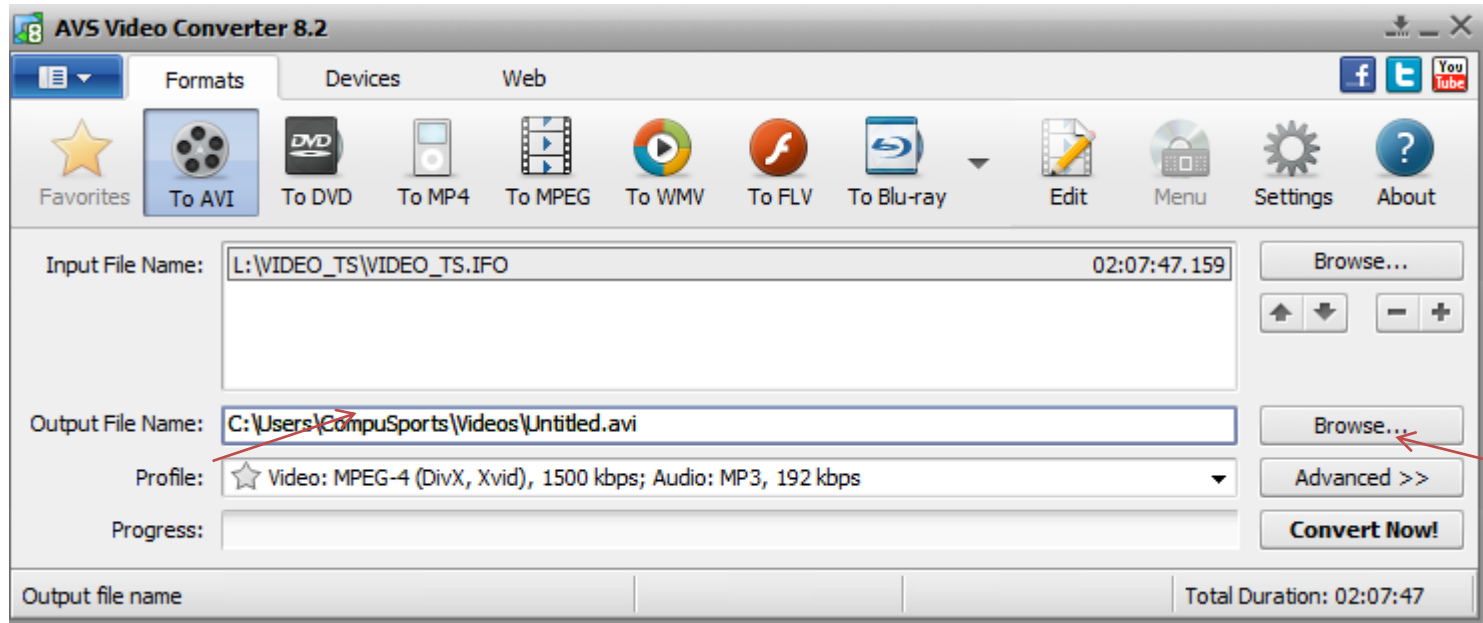 AVS Video Converter 8.2
Formats Devices Web
f t You Tube
Favorites To AVI DVD To DVD To MP4 To MPEG To WMV To FLV To Blu-ray Edit Menu Settings ? About
Input File Name: L:\VIDEO_TS\VIDEO_TS.IFO 02:07:47.159 Browse...
Output File Name: C:\Users\CompuSports\Videos\Untitled.avi Browse...
Profile: Video: MPEG-4 (DivX, Xvid), 1500 kbps; Audio: MP3, 192 kbps Advanced >>
Progress: Convert Now!
Output file name Total Duration: 02:07:47